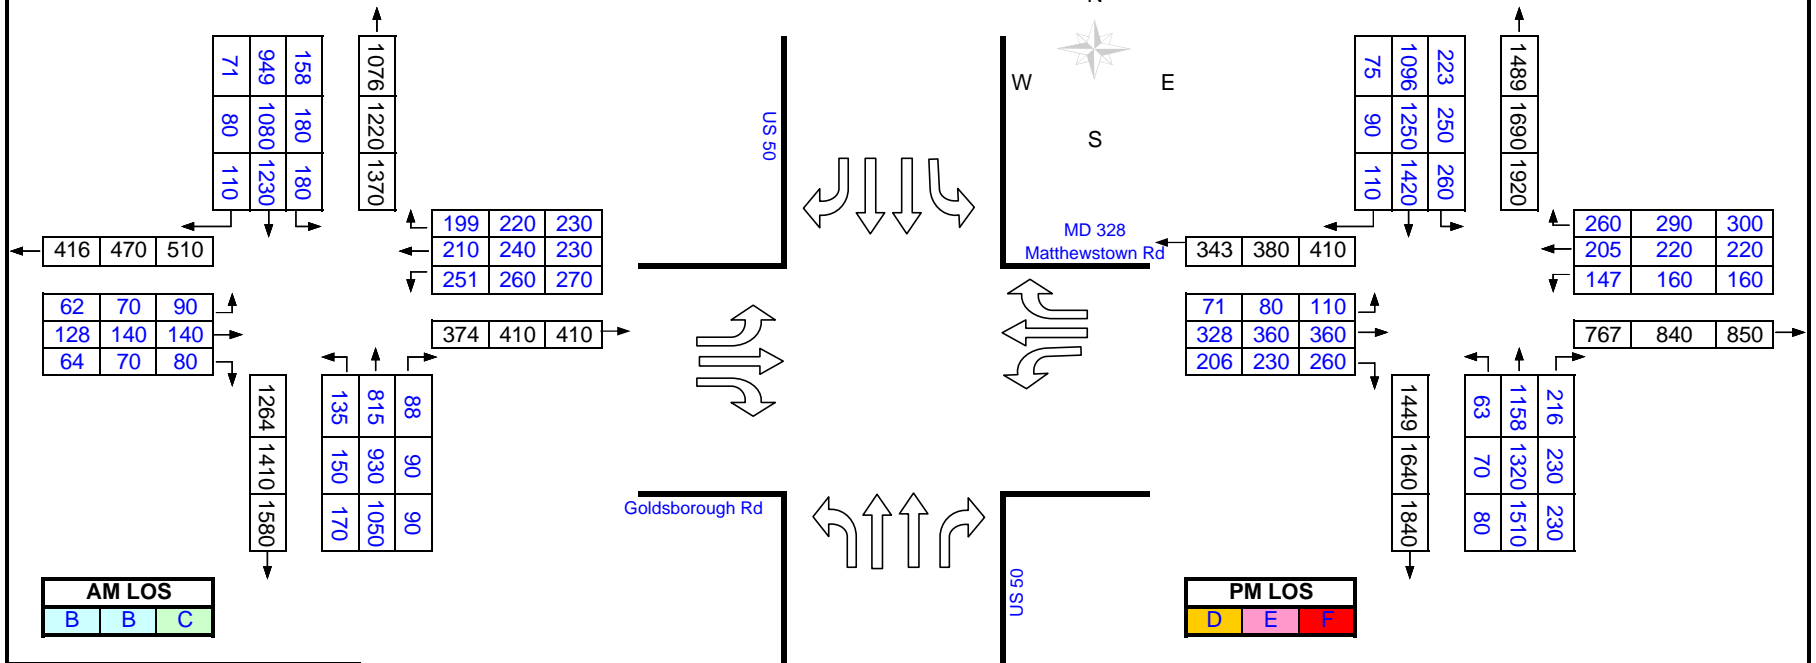 N
W E
S
71 949 158
80 1080 180
110 1230 180
1076
1220
1370
199 220 230
210 240 230
251 260 270
416 470 510
62 70 90
128 140 140
64 70 80
374 410 410
1264
1410
1580
135 815 88
150 930 90
170 1050 90
AM LOS
B B C
US 50
MD 328
Matthewstown Rd
Goldsborough Rd
US 50
75 1096 223
90 1250 250
110 1420 260
1489
1690
1920
260 290 300
205 220 220
147 160 160
343 380 410
71 80 110
328 360 360
206 230 260
767 840 850
1449
1640
1840
63 1158 216
70 1320 230
80 1510 230
PM LOS
D E F